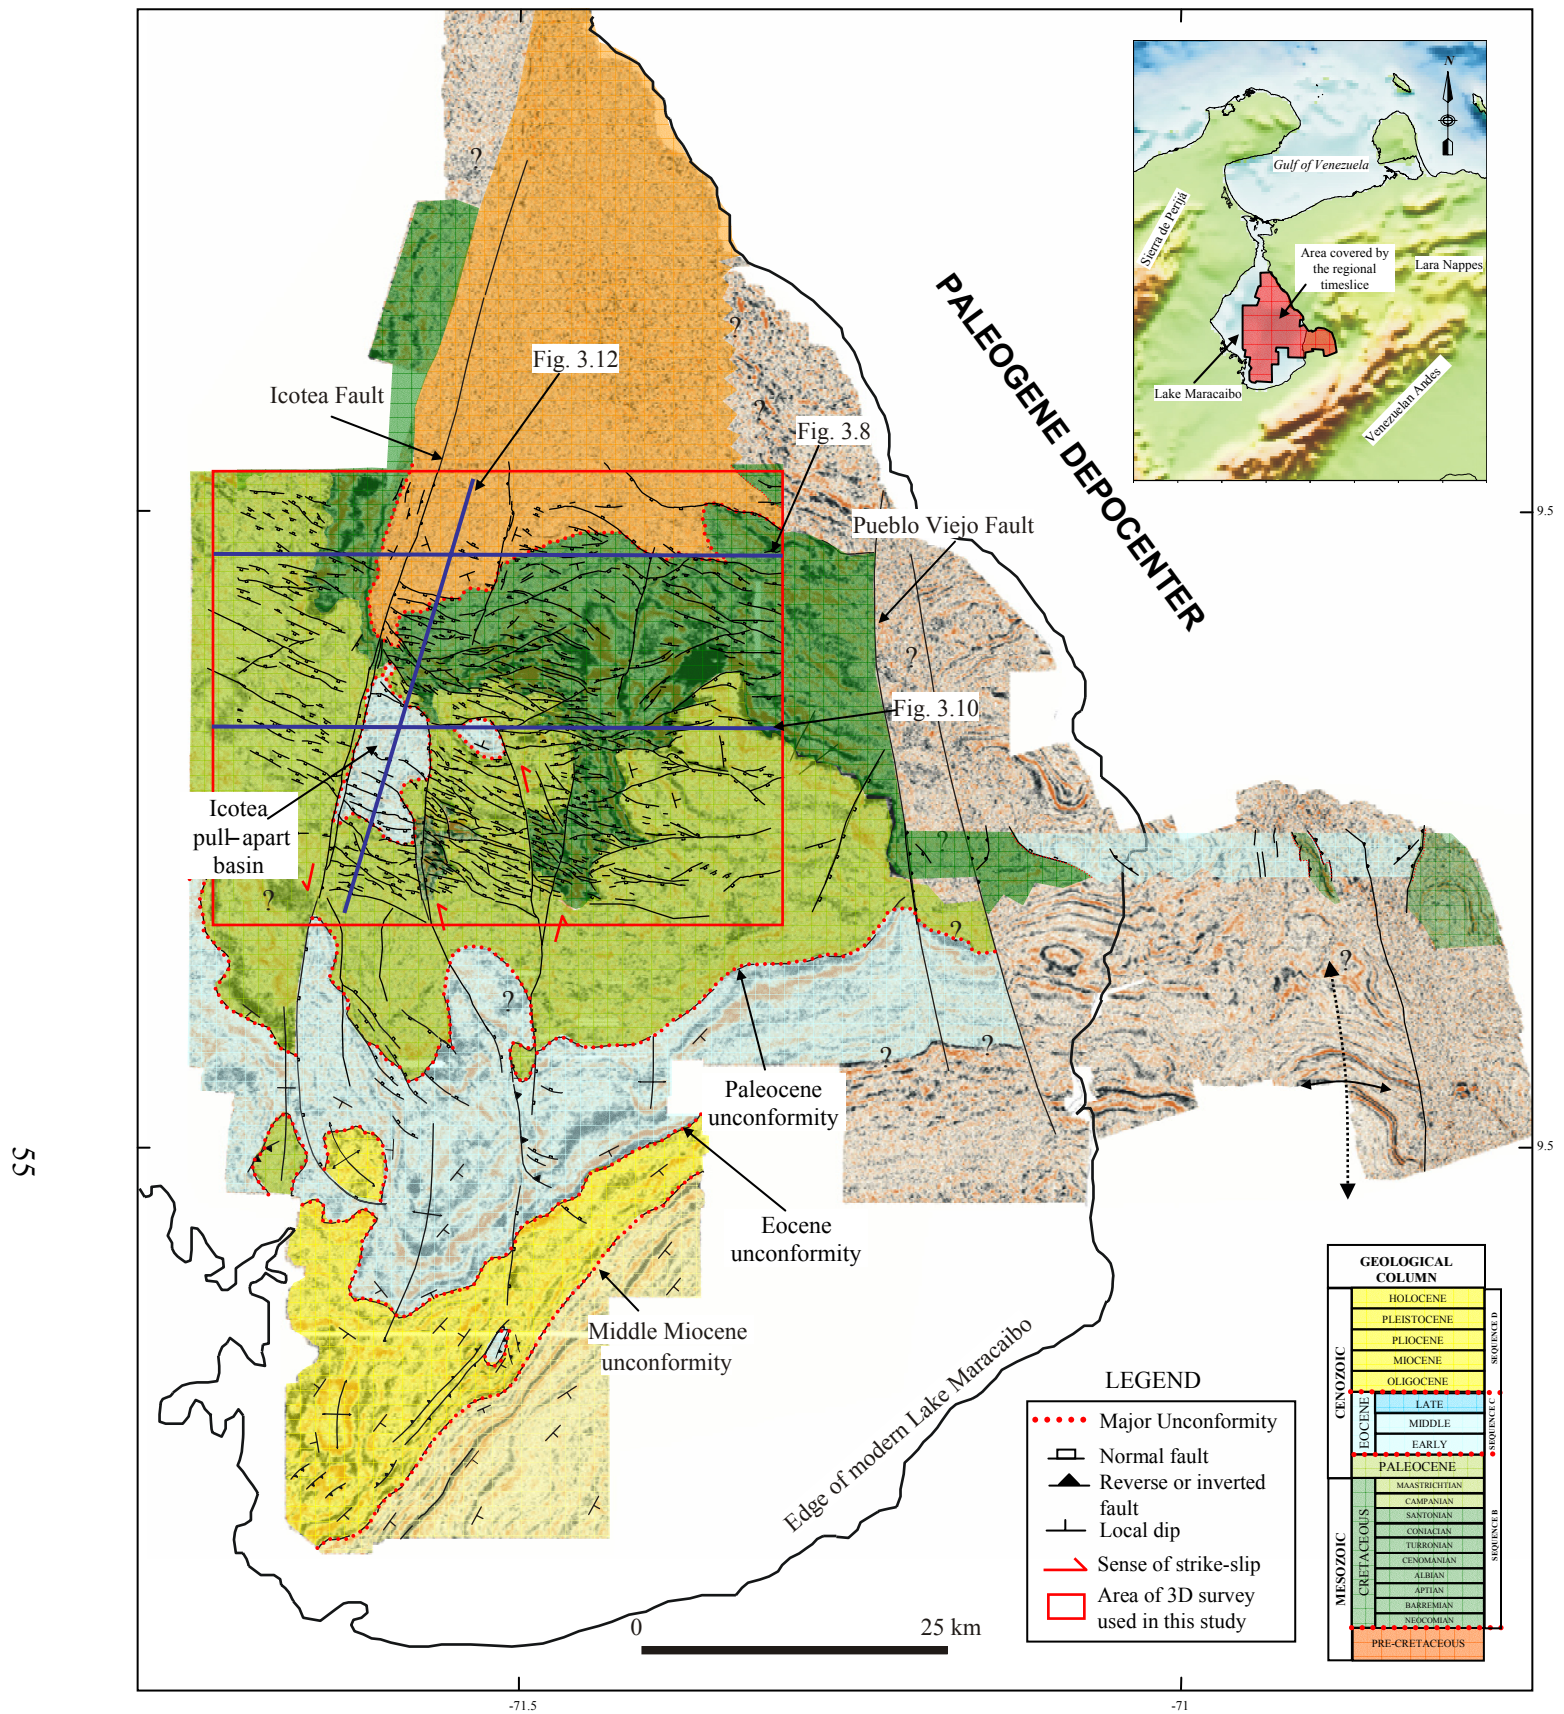 N
Gulf of Venezuela
Sierra de Perijá
Area covered by
the regional
timeslice
Lara Nappes
Lake Maracaibo
Venezuelan Andes
PALEOGENE DEPOCENTER
?
?
?
Fig. 3.12
Icotea Fault
Fig. 3.8
9.5
Pueblo Viejo Fault
?
Fig. 3.10
Icotea
pull-apart
basin
?
?
?
?
?
?
?
Paleocene
unconformity
55
9.5
Eocene
unconformity
Middle Miocene
unconformity
Edge of modern Lake Maracaibo
GEOLOGICAL
COLUMN
CENOZOIC
HOLOCENE
PLEISTOCENE
PLIOCENE
MIOCENE
OLIGOCENE
SEQUENCE D
EOCENE
LATE
MIDDLE
EARLY
SEQUENCE C
PALEOCENE
MESOZOIC
CRETACEOUS
MAASTRICHTIAN
CAMPANIAN
SANTONIAN
CONIACIAN
TURRONIAN
CENOMANIAN
ALBIAN
APTIAN
BARREMIAN
NEOCOMIAN
SEQUENCE B
PRE-CRETACEOUS
LEGEND
Major Unconformity
Normal fault
Reverse or inverted
fault
Local dip
Sense of strike-slip
Area of 3D survey
used in this study
0
25 km
-71.5
-71